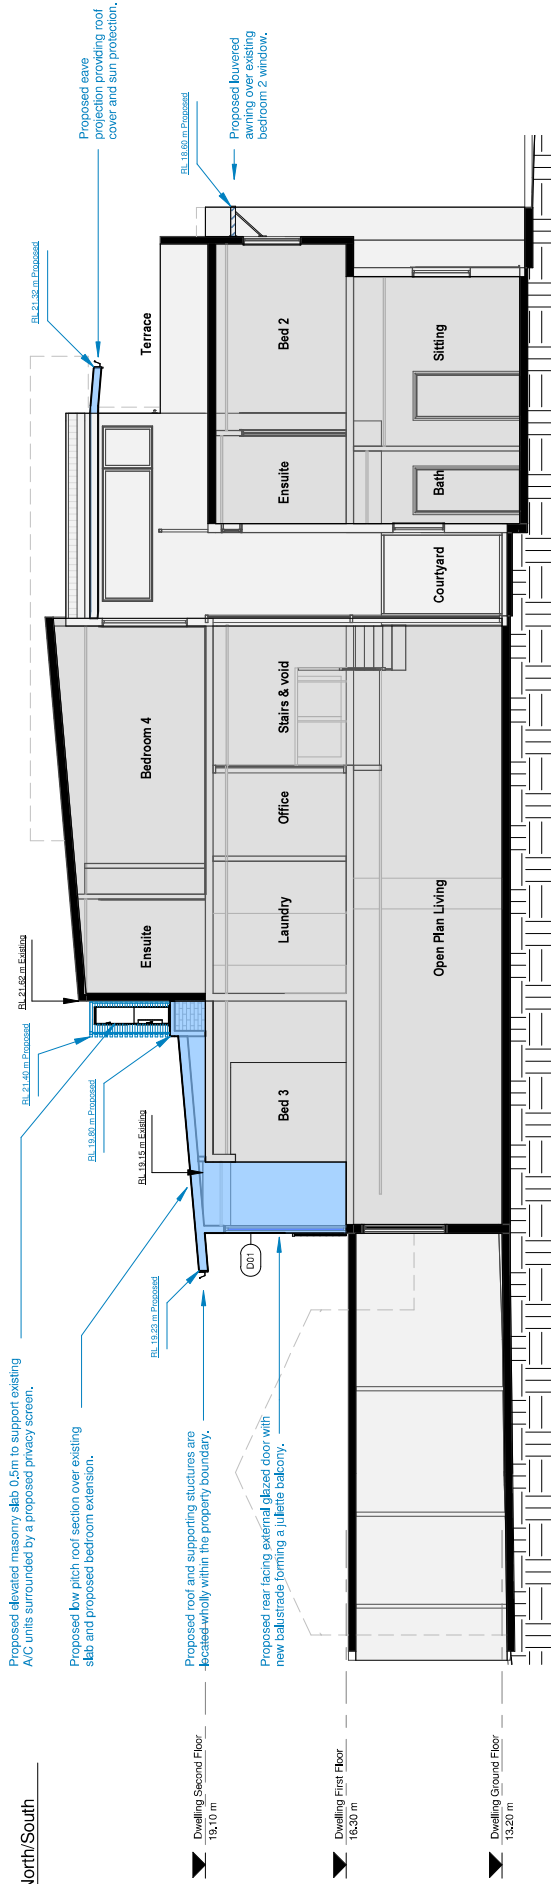 North/South
Proposed elevated masonry slab 0.5m to support existing
A/C units surrounded by a proposed privacy screen.
Proposed low pitch roof section over existing
slab and proposed bedroom extension.
Proposed roof and supporting stuctures are
located wholly within the property boundary.
Proposed rear facing external glazed door with
new balustrade forming a juliette balcony.
Dwelling Second Floor
19.10 m
Dwelling First Floor
16.30 m
Dwelling Ground Floor
13.20 m
RL 19.23 m Proposed
RL 19.15 m Existing
RL 19.80 m Proposed
RL 21.40 m Proposed
RL 21.62 m Existing
D01
Bed 3
Ensuite
Bedroom 4
Laundry
Office
Stairs & void
Open Plan Living
Courtyard
Ensuite
Bath
Terrace
Bed 2
Sitting
RL 21.32 m Proposed
Proposed eave
projection providing roof
cover and sun protection.
RL 18.60 m Proposed
Proposed louvered
awning over existing
bedroom 2 window.